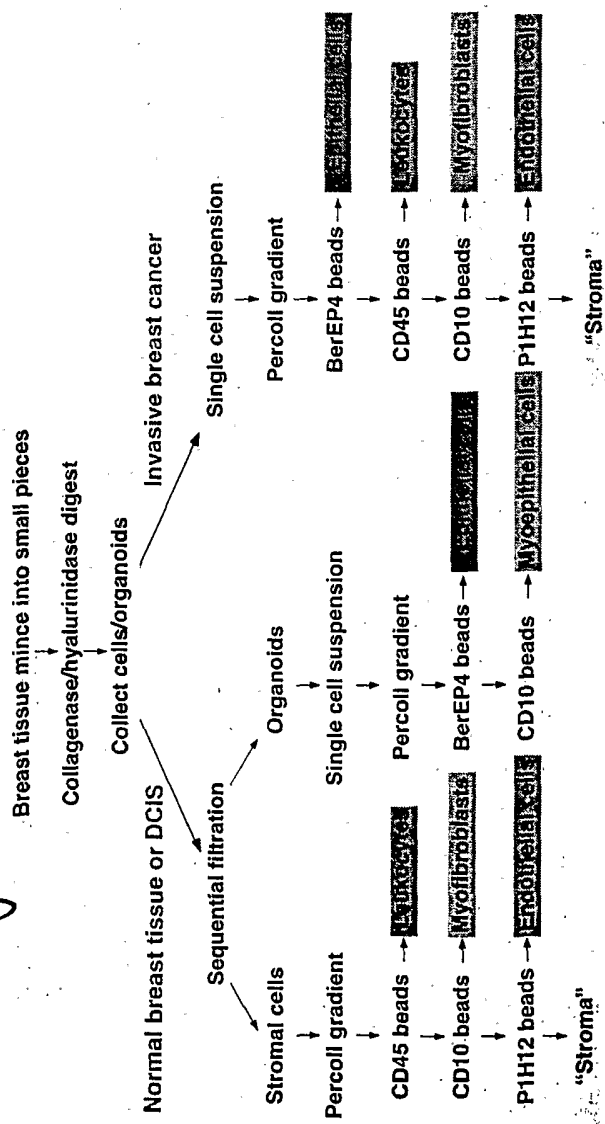 Breast tissue mince into small pieces
Collagenase/hyalurinidase digest
Collect cells/organoids
Normal breast tissue or DCIS
Invasive breast cancer
Sequential filtration
Stromal cells
Percoll gradient
CD45 beads
Leukocytes
CD10 beads
Myofibroblasts
P1H12 beads
Endothelial cells
"Stroma"
Organoids
Single cell suspension
Percoll gradient
BerEP4 beads
CD10 beads
Myoepithelial cells
Single cell suspension
Percoll gradient
BerEP4 beads
Epithelial cells
CD45 beads
Leukocytes
CD10 beads
Myofibroblasts
P1H12 beads
Endothelial cells
"Stroma"